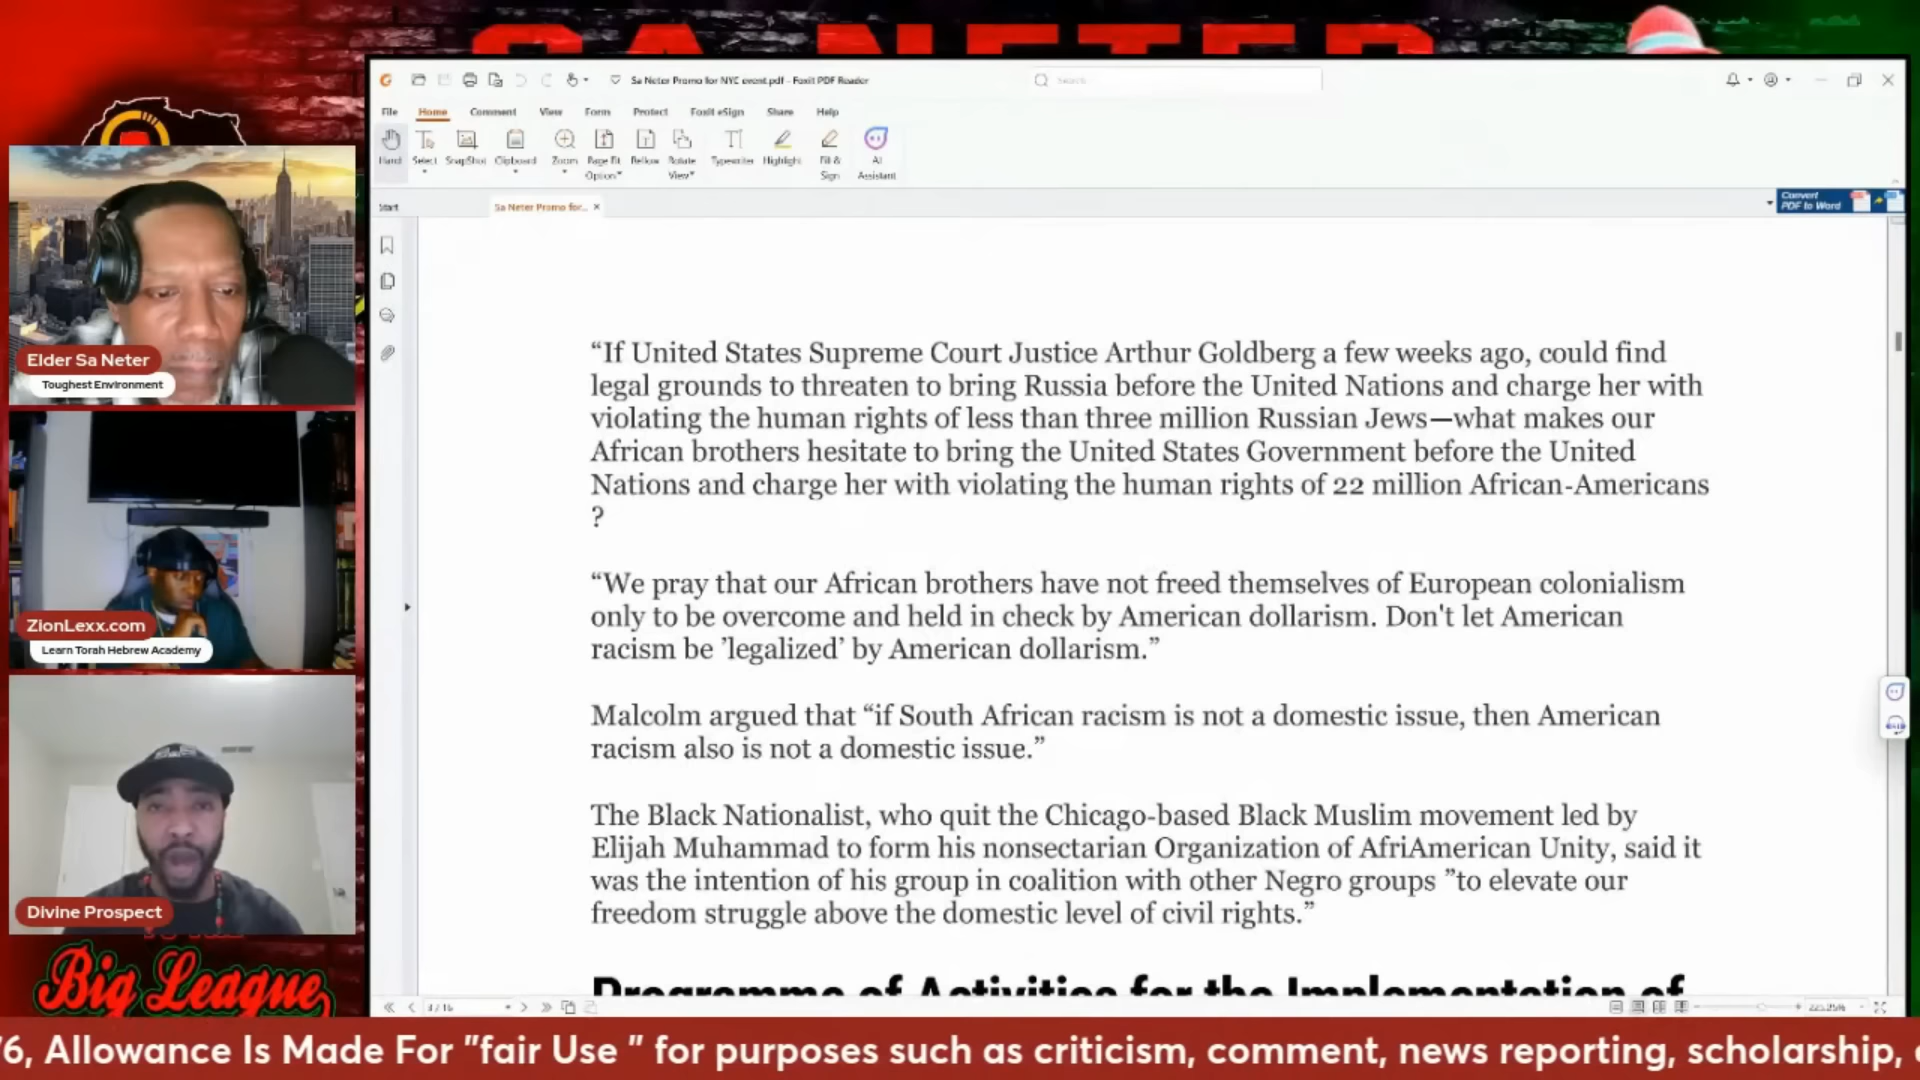 SA NETER
Sa Neter Promo for NYC event.pdf - Foxit PDF Reader
Search
File Home Comment View Form Protect Foxit eSign Share Help
Hand Select SnapShot Clipboard Zoom Page Fit Option Reflow Rotate View Typewriter Highlight Fill & Sign AI Assistant
Start
Sa Neter Promo for...
Convert
PDF to Word
“If United States Supreme Court Justice Arthur Goldberg a few weeks ago, could find
legal grounds to threaten to bring Russia before the United Nations and charge her with
violating the human rights of less than three million Russian Jews—what makes our
African brothers hesitate to bring the United States Government before the United
Nations and charge her with violating the human rights of 22 million African-Americans
?
“We pray that our African brothers have not freed themselves of European colonialism
only to be overcome and held in check by American dollarism. Don't let American
racism be ’legalized’ by American dollarism.”
Malcolm argued that “if South African racism is not a domestic issue, then American
racism also is not a domestic issue.”
The Black Nationalist, who quit the Chicago-based Black Muslim movement led by
Elijah Muhammad to form his nonsectarian Organization of AfriAmerican Unity, said it
was the intention of his group in coalition with other Negro groups ”to elevate our
freedom struggle above the domestic level of civil rights.”
Programme of Activities for the Implementation of
3 / 16
Elder Sa Neter
Toughest Environment
ZionLexx.com
Learn Torah Hebrew Academy
Divine Prospect
Big League
76, Allowance Is Made For "fair Use " for purposes such as criticism, comment, news reporting, scholarship,